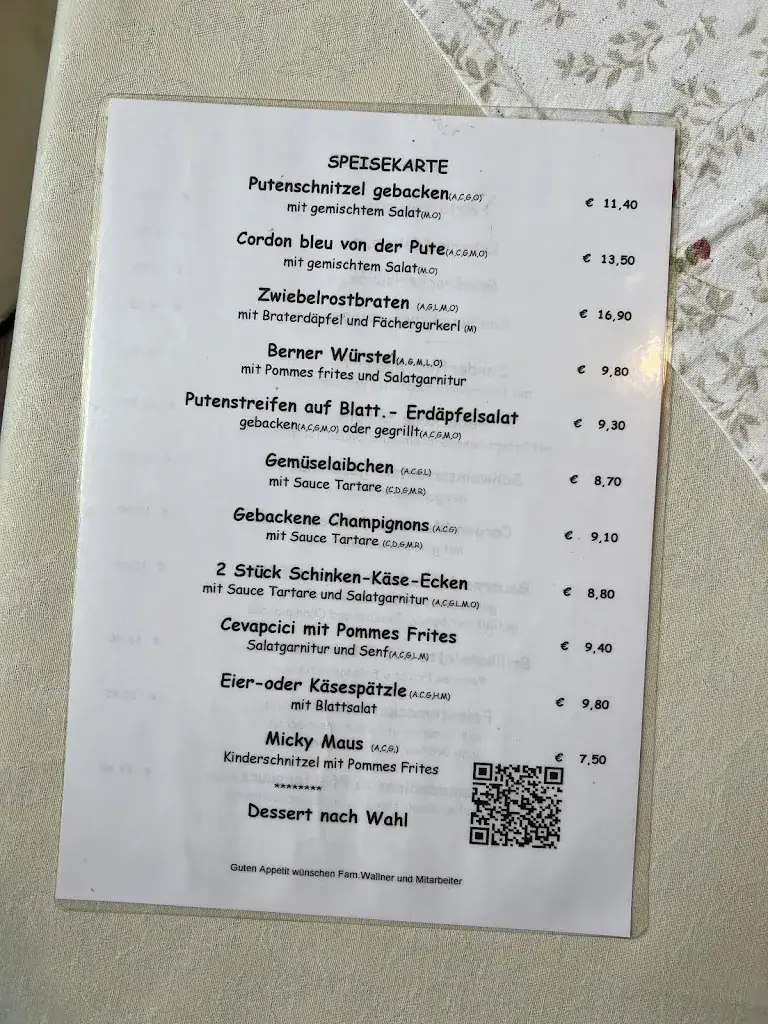 SPEISEKARTE
Putenschnitzel gebacken(A,C,G,O)
mit gemischtem Salat(M,O)
€ 11,40
Cordon bleu von der Pute(A,C,G,M,O)
mit gemischtem Salat(M,O)
€ 13,50
Zwiebelrostbraten (A,G,L,M,O)
mit Braterdäpfel und Fächergurkerl (M)
€ 16,90
Berner Würstel(A,G,M,L,O)
mit Pommes frites und Salatgarnitur
€ 9,80
Putenstreifen auf Blatt.- Erdäpfelsalat
gebacken(A,C,G,M,O) oder gegrillt(A,C,G,M,O)
€ 9,30
Gemüselaibchen (A,C,G,L)
mit Sauce Tartare (C,D,G,M,R)
€ 8,70
Gebackene Champignons (A,C,G)
mit Sauce Tartare (C,D,G,M,R)
€ 9,10
2 Stück Schinken-Käse-Ecken
mit Sauce Tartare und Salatgarnitur (A,C,G,L,M,O)
€ 8,80
Cevapcici mit Pommes Frites
Salatgarnitur und Senf(A,C,G,L,M)
€ 9,40
Eier-oder Käsespätzle (A,C,G,H,M)
mit Blattsalat
€ 9,80
Micky Maus (A,C,G,)
Kinderschnitzel mit Pommes Frites
€ 7,50
********
Dessert nach Wahl
Guten Appetit wünschen Fam.Wallner und Mitarbeiter